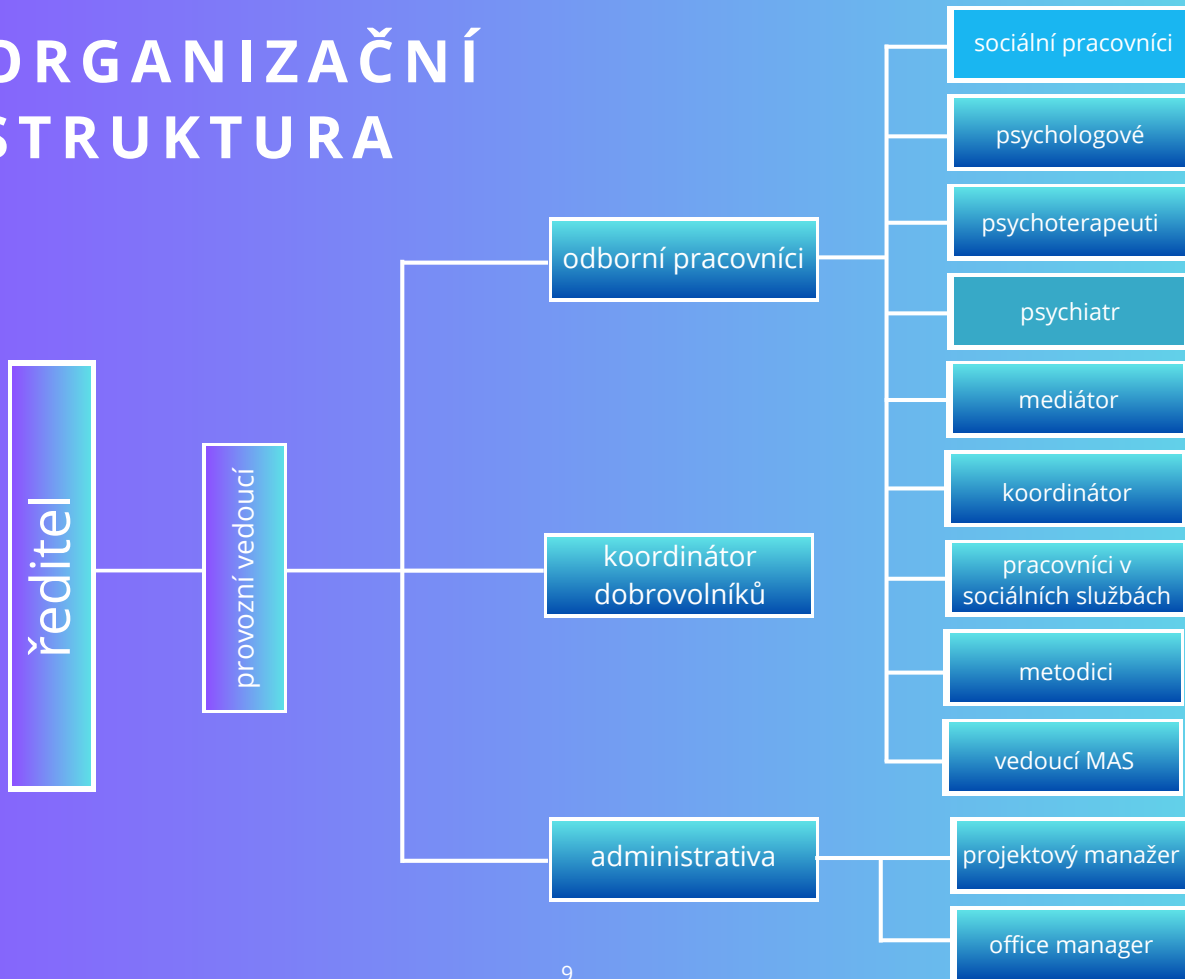 ORGANIZAČNÍ
STRUKTURA
ředitel
provozní vedoucí
odborní pracovníci
koordinátor
dobrovolníků
administrativa
sociální pracovníci
psychologové
psychoterapeuti
psychiatr
mediátor
koordinátor
pracovníci v
sociálních službách
metodici
vedoucí MAS
projektový manažer
office manager
9